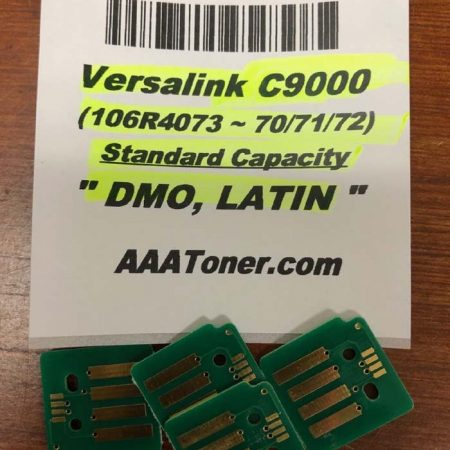 Versalink C9000
(106R4073 ~ 70/71/72)
Standard Capacity
" DMO, LATIN "
AAAToner.com